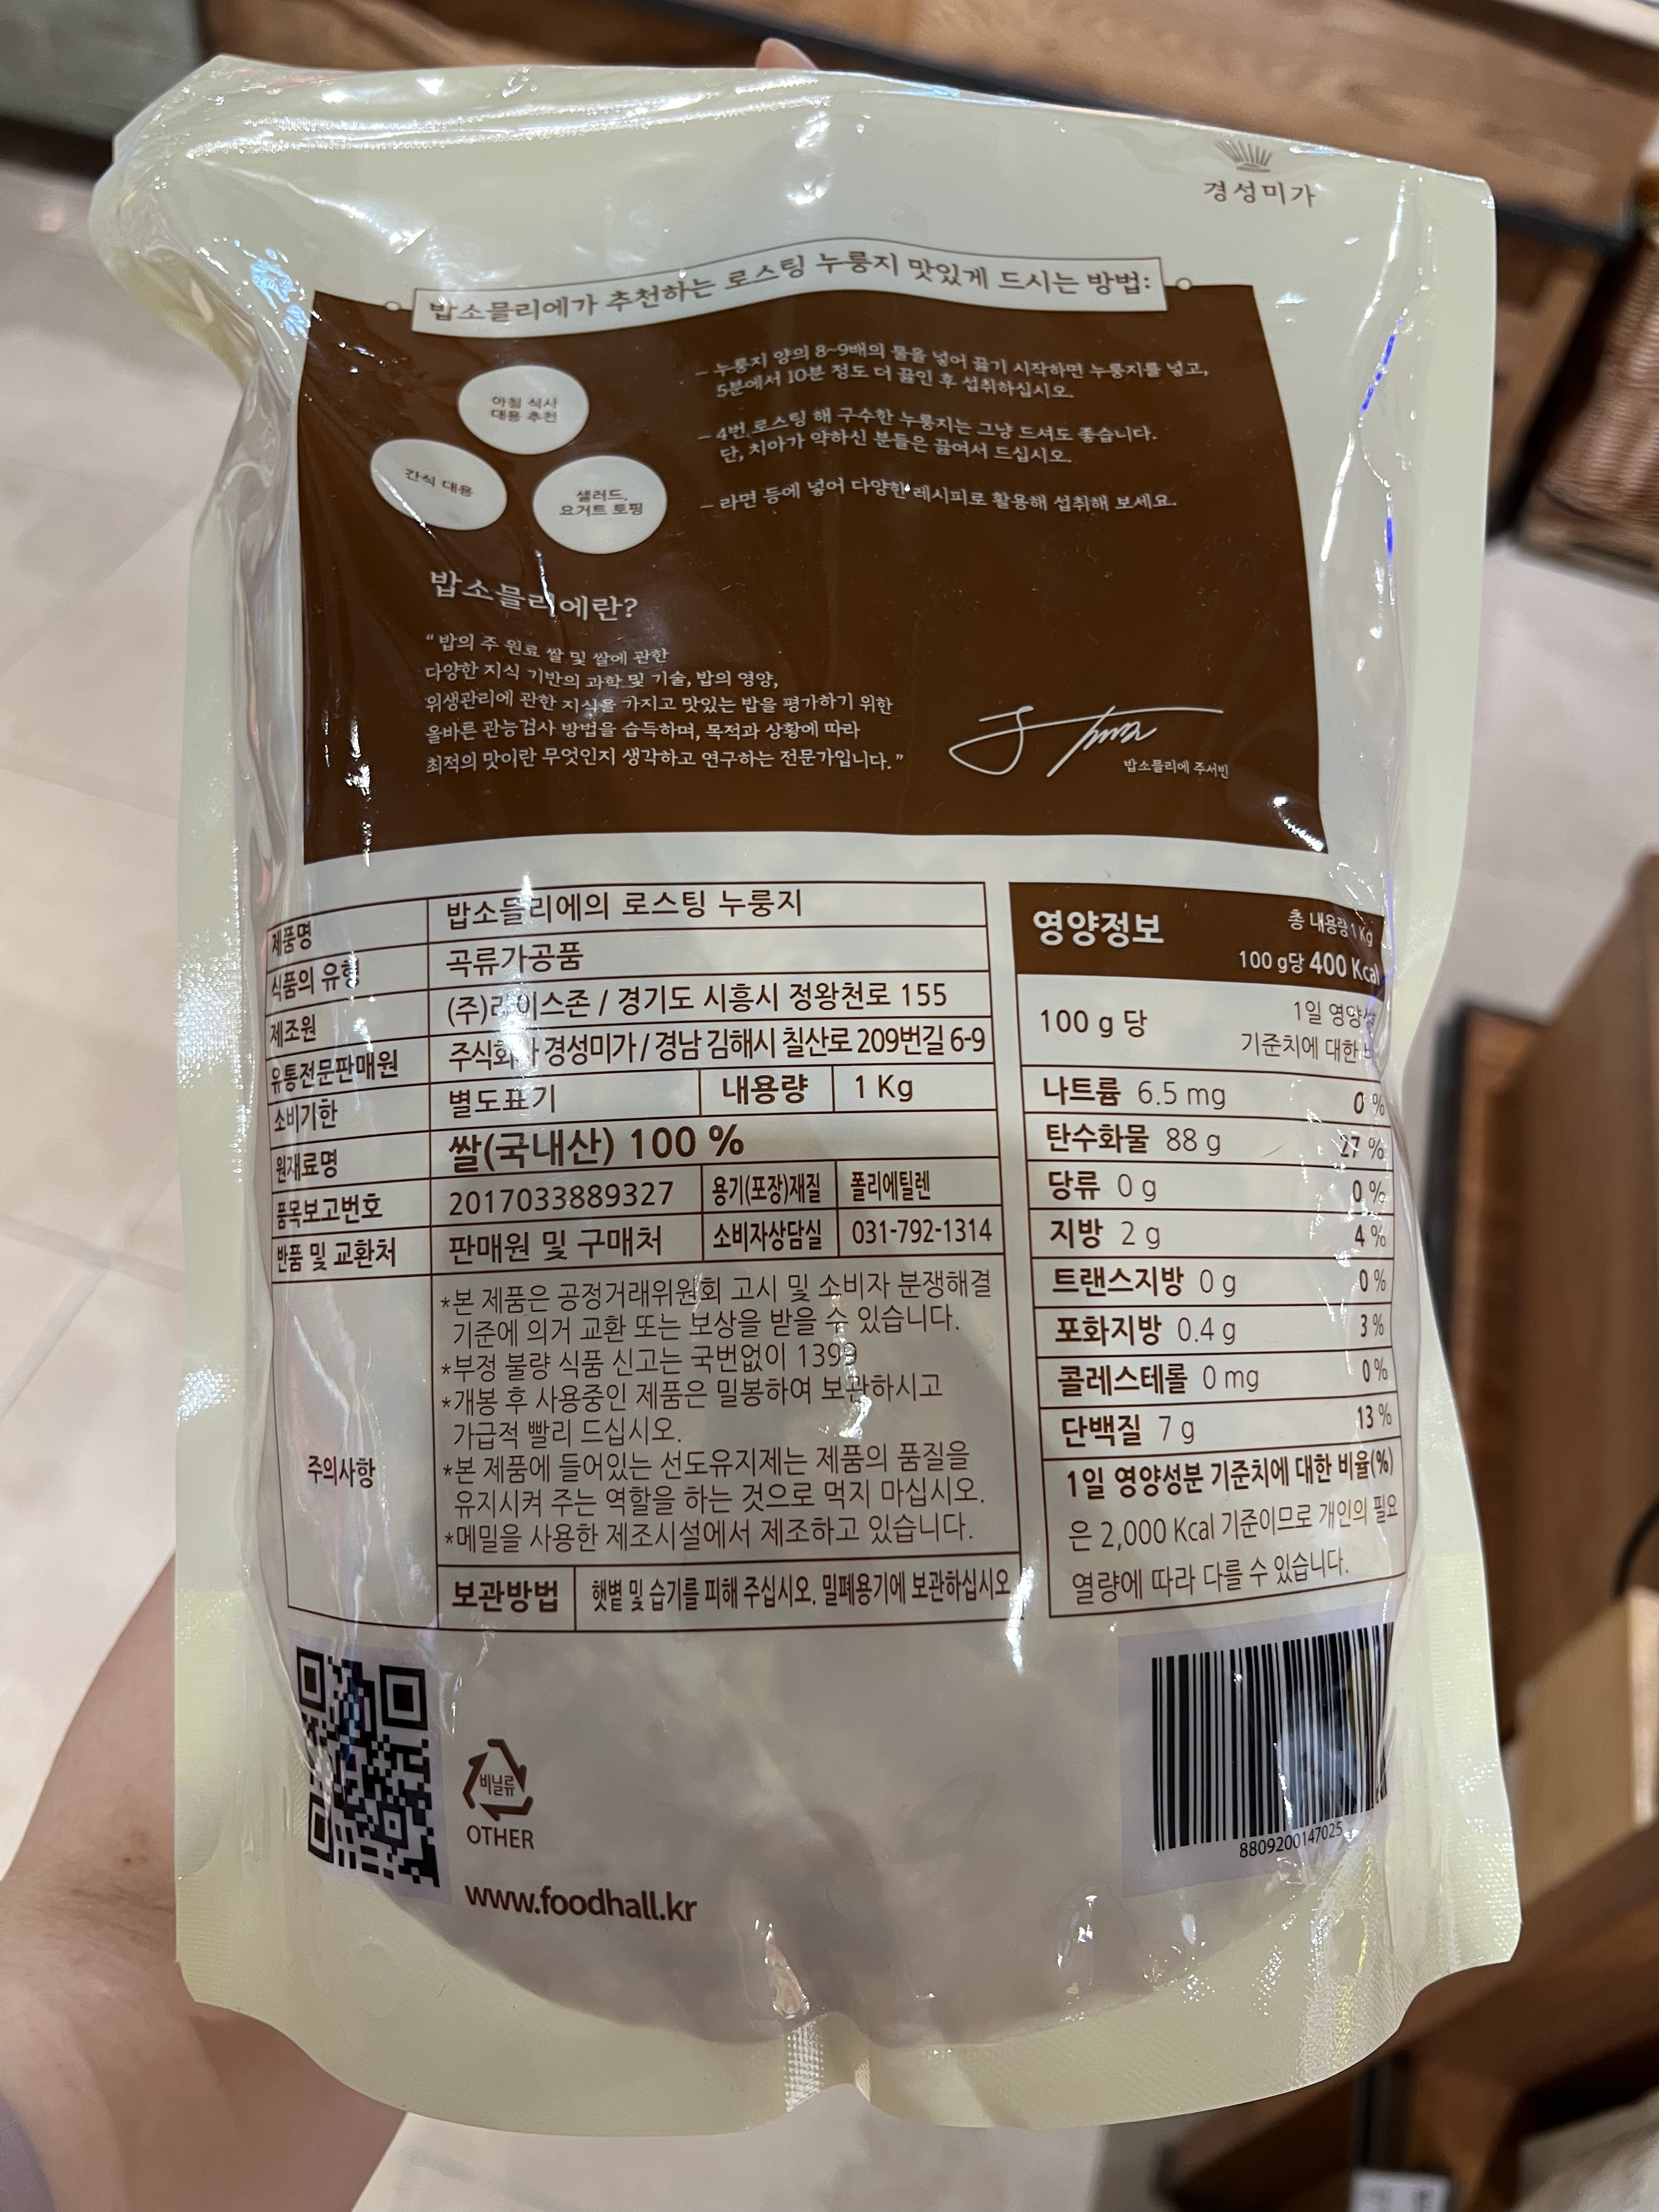 경성미가
밥소믈리에가 추천하는 로스팅 누룽지 맛있게 드시는 방법:
아침 식사
대용 추천
간식 대용
샐러드,
요거트 토핑
– 누룽지 양의 8~9배의 물을 넣어 끓기 시작하면 누룽지를 넣고,
5분에서 10분 정도 더 끓인 후 섭취하십시오.
– 4번 로스팅 해 구수한 누룽지는 그냥 드셔도 좋습니다.
단, 치아가 약하신 분들은 끓여서 드십시오.
– 라면 등에 넣어 다양한 레시피로 활용해 섭취해 보세요.
밥소믈리에란?
“밥의 주 원료 쌀 및 쌀에 관한
다양한 지식 기반의 과학 및 기술, 밥의 영양,
위생관리에 관한 지식을 가지고 맛있는 밥을 평가하기 위한
올바른 관능검사 방법을 습득하며, 목적과 상황에 따라
최적의 맛이란 무엇인지 생각하고 연구하는 전문가입니다.”
밥소믈리에 주서빈
제품명 밥소믈리에의 로스팅 누룽지
식품의 유형 곡류가공품
제조원 (주)라이스존 / 경기도 시흥시 정왕천로 155
유통전문판매원 주식회사 경성미가 / 경남 김해시 칠산로 209번길 6-9
소비기한 별도표기 내용량 1 Kg
원재료명 쌀(국내산) 100 %
품목보고번호 2017033889327 용기(포장)재질 폴리에틸렌
반품 및 교환처 판매원 및 구매처 소비자상담실 031-792-1314
주의사항
*본 제품은 공정거래위원회 고시 및 소비자 분쟁해결
기준에 의거 교환 또는 보상을 받을 수 있습니다.
*부정 불량 식품 신고는 국번없이 1399
*개봉 후 사용중인 제품은 밀봉하여 보관하시고
가급적 빨리 드십시오.
*본 제품에 들어있는 선도유지제는 제품의 품질을
유지시켜 주는 역할을 하는 것으로 먹지 마십시오.
*메밀을 사용한 제조시설에서 제조하고 있습니다.
보관방법 햇볕 및 습기를 피해 주십시오. 밀폐용기에 보관하십시오.
영양정보
총 내용량 1 Kg
100 g당 400 Kcal
100 g 당
1일
기준치에 대한
나트륨 6.5 mg 0 %
탄수화물 88 g 27 %
당류 0 g 0 %
지방 2 g 4 %
트랜스지방 0 g 0 %
포화지방 0.4 g 3 %
콜레스테롤 0 mg 0 %
단백질 7 g 13 %
1일 영양성분 기준치에 대한 비율(%)
은 2,000 Kcal 기준이므로 개인의 필요
열량에 따라 다를 수 있습니다.
비닐류
OTHER
www.foodhall.kr
8809200147025